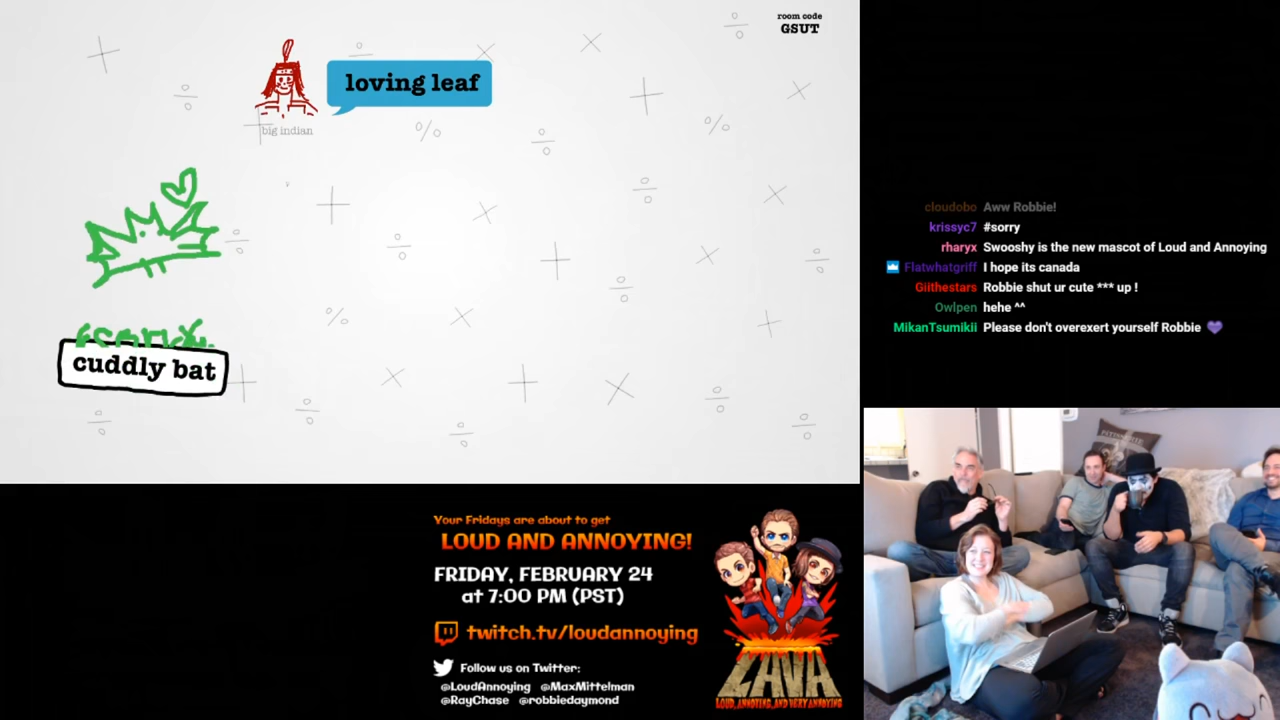 room code
GSUT
loving leaf
big indian
cuddly bat
cloudobo Aww Robbie!
krissyc7 #sorry
rharyx Swooshy is the new mascot of Loud and Annoying
Flatwhatgriff I hope its canada
Giithestars Robbie shut ur cute *** up !
Owlpen hehe ^^
MikanTsumikii Please don't overexert yourself Robbie
Your Fridays are about to get
LOUD AND ANNOYING!
FRIDAY, FEBRUARY 24
at 7:00 PM (PST)
twitch.tv/loudannoying
Follow us on Twitter:
@LoudAnnoying @MaxMittelman
@RayChase @robbiedaymond
LAVA
LOUD, ANNOYING, AND VERY ANNOYING